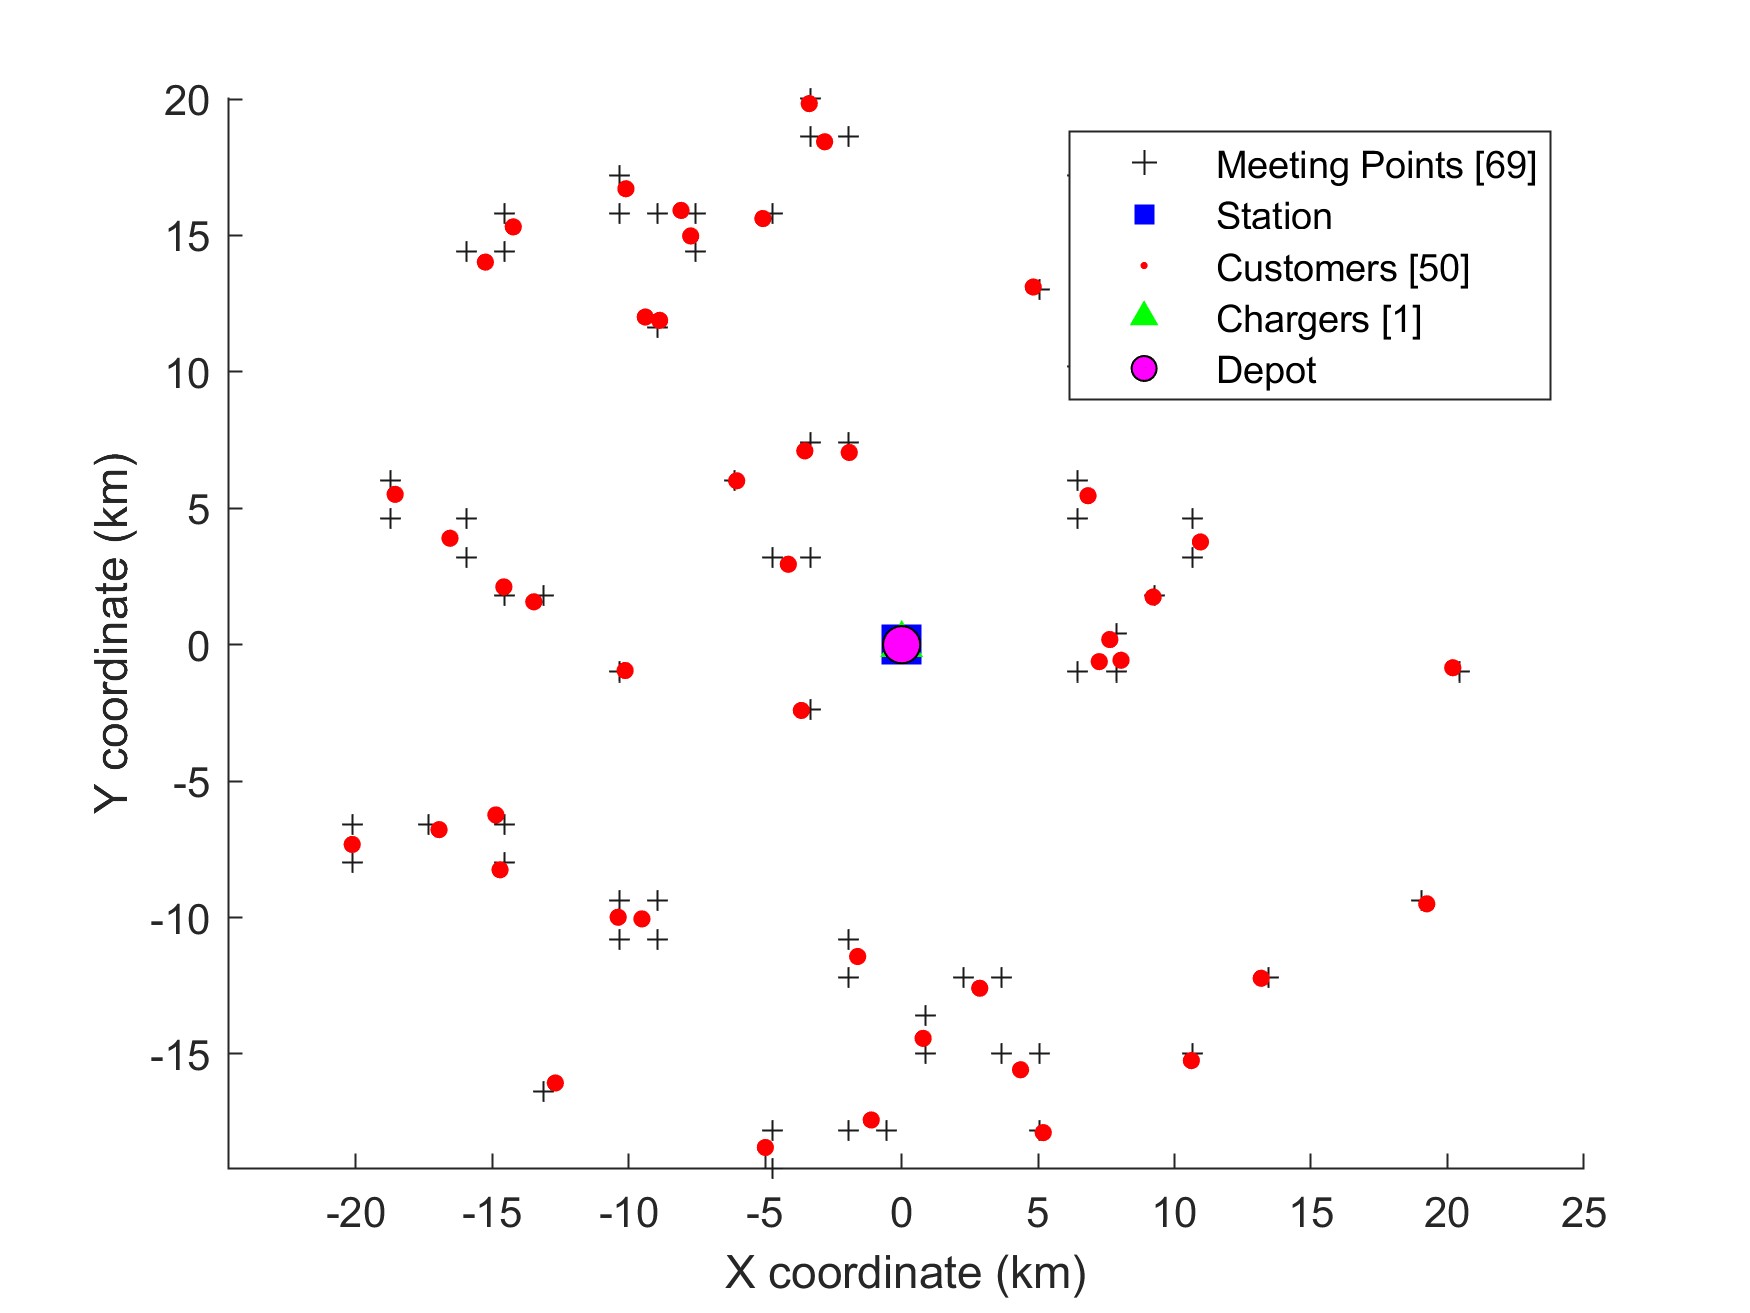 20
15
10
5
0
-5
-10
-15
Y coordinate (km)
Meeting Points [69]
Station
Customers [50]
Chargers [1]
Depot
-20 -15 -10 -5 0 5 10 15 20 25
X coordinate (km)